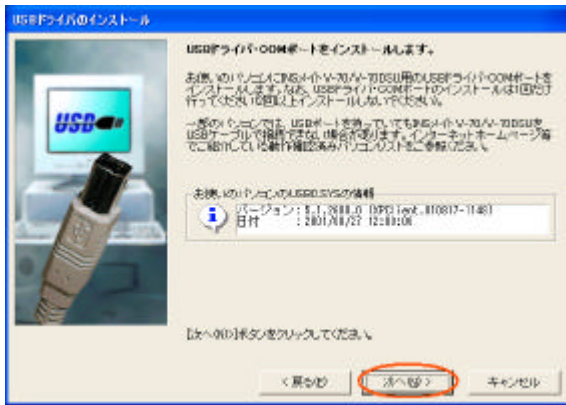 USBドライバのインストール
USBドライバ・COMポートをインストールします。
お使いのパソコンにINSメイトV-70/V-70DSU用のUSBドライバ・COMポートを
インストールします。なお、USBドライバ・COMポートのインストールは1回だけ
行ってください(2回以上インストールしないでください)。
一部のパソコンでは、USBポートを持っていてもINSメイトV-70/V-70DSUを
USBケーブルで接続できない場合があります。インターネットホームページ等
でご紹介している動作確認済みパソコンリストをご参照ください。
USB
お使いのパソコンのUSBD.SYSの情報
バージョン : 5.1.2600.0 (XPClient.010817-1148)
日付 : 2001/
[次へ(N)]ボタンをクリックしてください。
< 戻る(B)
次へ(N) >
キャンセル